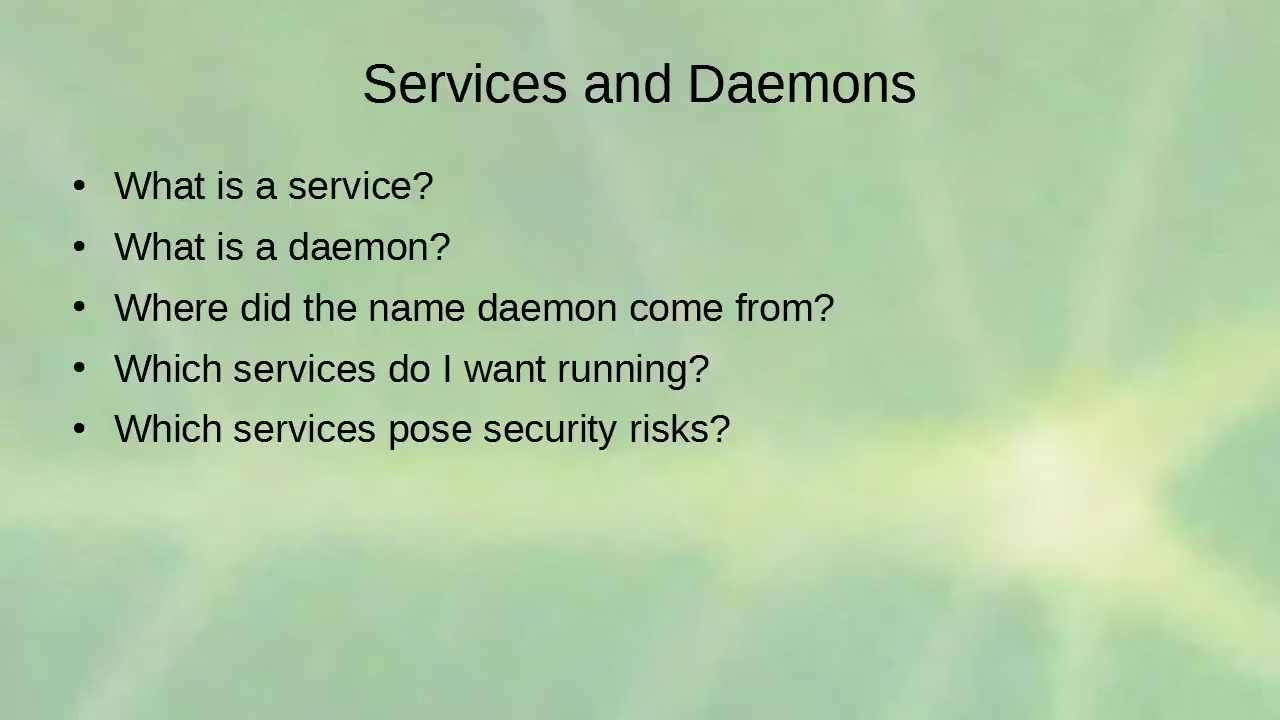 Services and Daemons
• What is a service?
• What is a daemon?
• Where did the name daemon come from?
• Which services do I want running?
• Which services pose security risks?